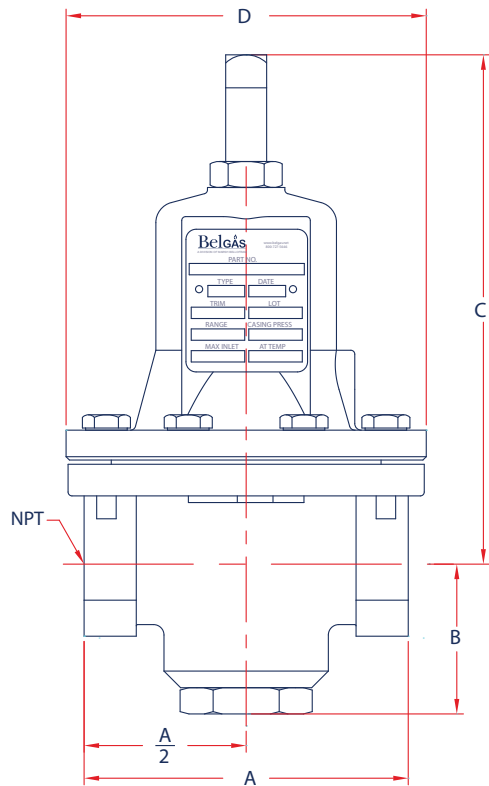 D
BelGAS
PART NO.
TYPE DATE
TRIM LOT
RANGE CASING PRESS
MAX INLET AT TEMP
C
NPT
B
A
2
A